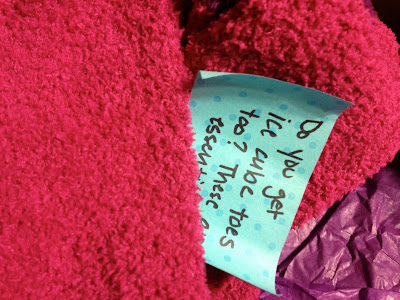 Do you get
ice cube toes
too? These